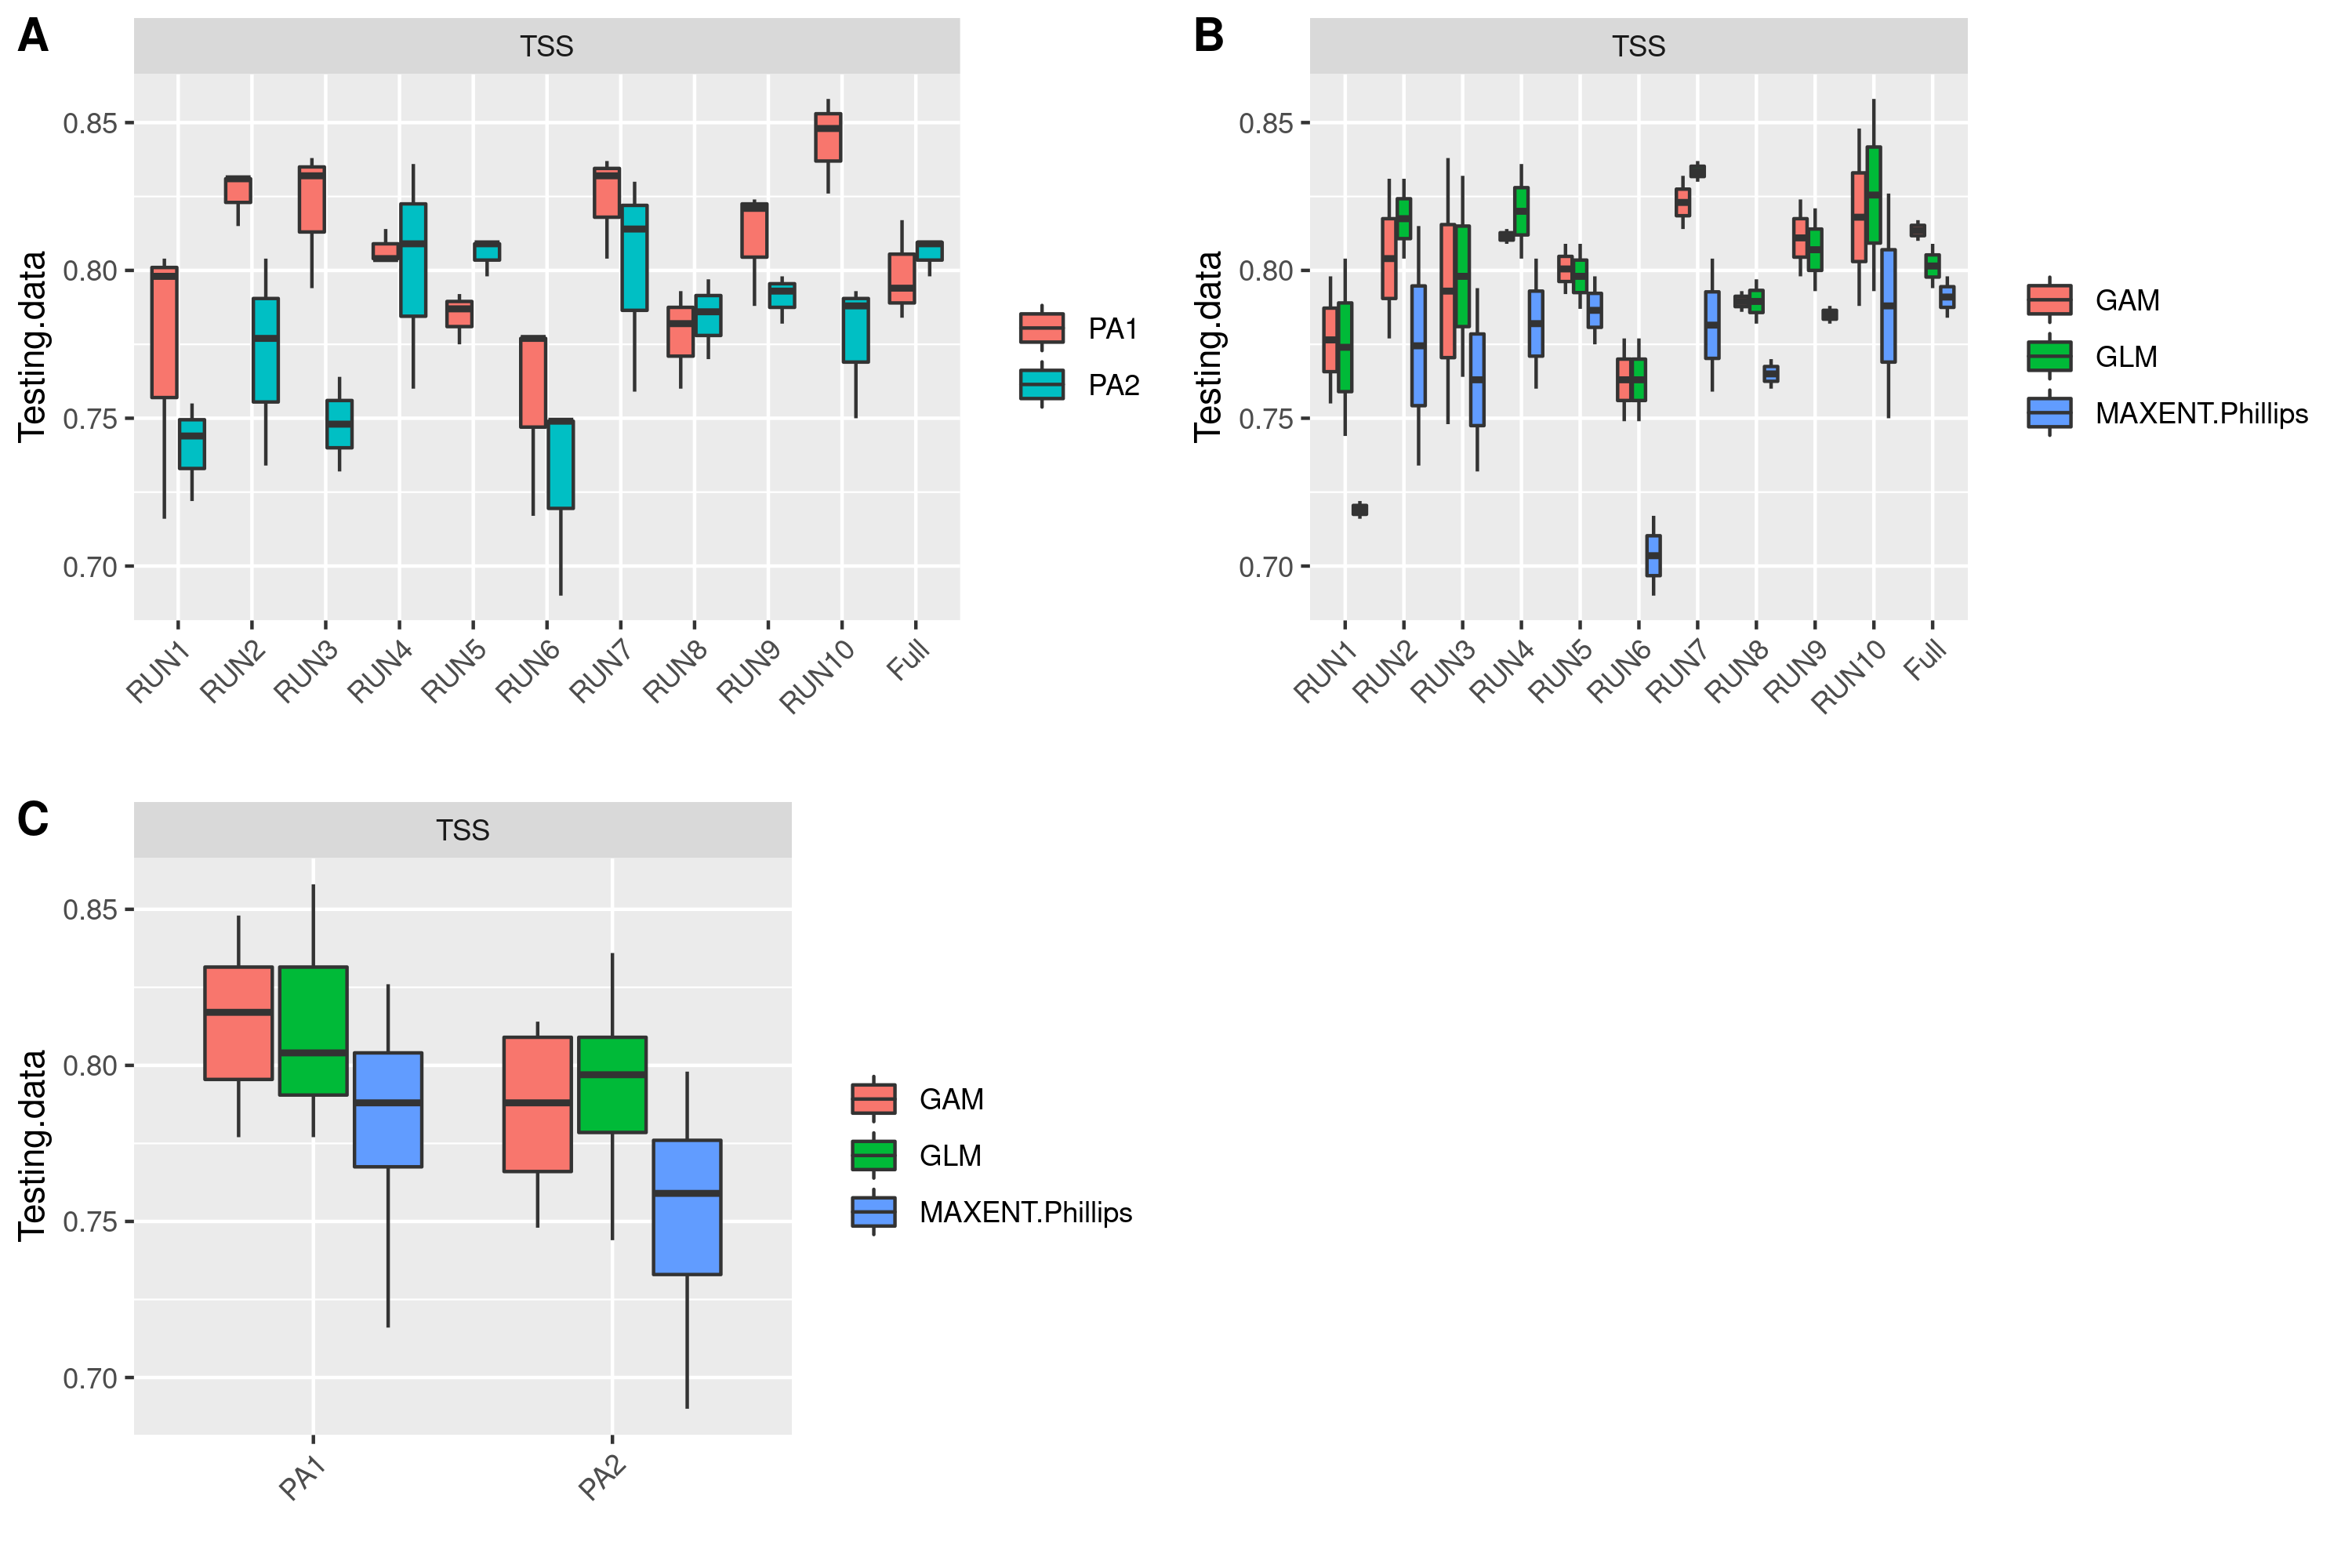 A
TSS
Testing.data
0.85
0.80
0.75
0.70
RUN1
RUN2
RUN3
RUN4
RUN5
RUN6
RUN7
RUN8
RUN9
RUN10
Full
PA1
PA2
B
TSS
Testing.data
0.85
0.80
0.75
0.70
RUN1
RUN2
RUN3
RUN4
RUN5
RUN6
RUN7
RUN8
RUN9
RUN10
Full
GAM
GLM
MAXENT.Phillips
C
TSS
Testing.data
0.85
0.80
0.75
0.70
PA1
PA2
GAM
GLM
MAXENT.Phillips